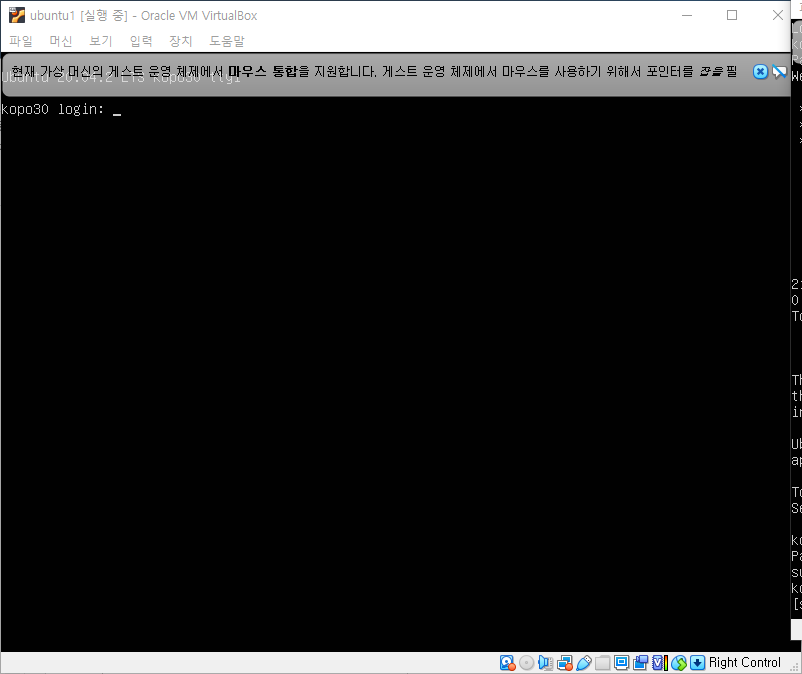 ubuntu1 [실행 중] - Oracle VM VirtualBox
파일 머신 보기 입력 장치 도움말
현재 가상 머신의 게스트 운영 체제에서 마우스 통합을 지원합니다. 게스트 운영 체제에서 마우스를 사용하기 위해서 포인터를 잡을 필
Ubuntu 20.04.2 LTS kopo30 tty1
kopo30 login: _
Right Control